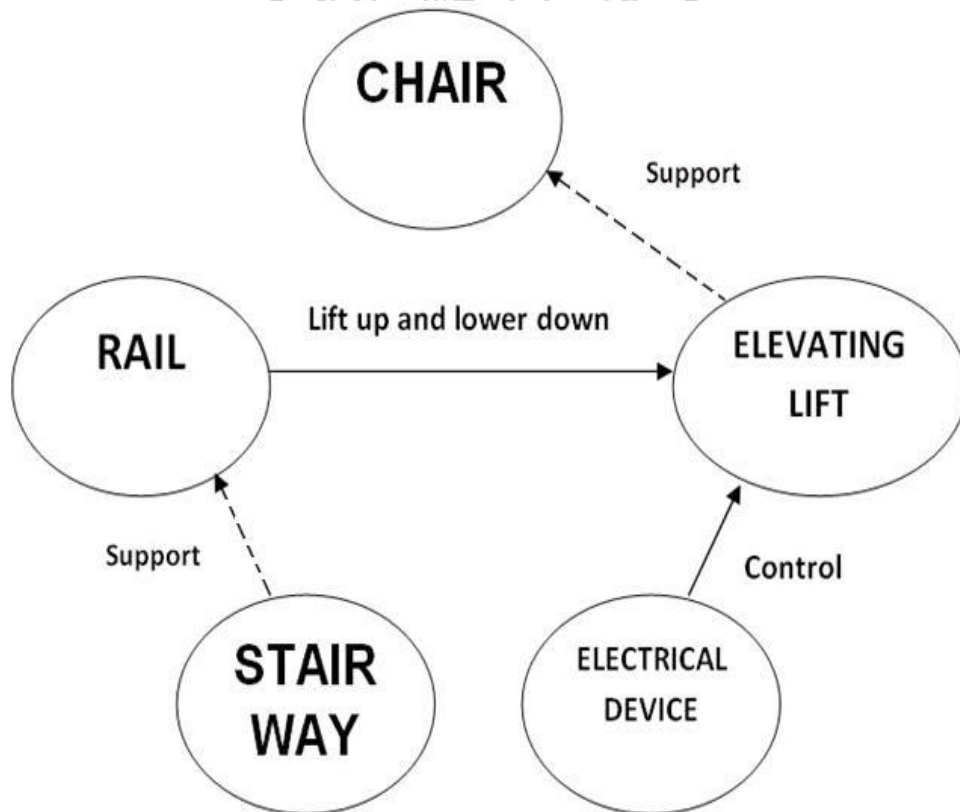 CHAIR
Support
Lift up and lower down
RAIL
ELEVATING
LIFT
Support
Control
STAIR
WAY
ELECTRICAL
DEVICE